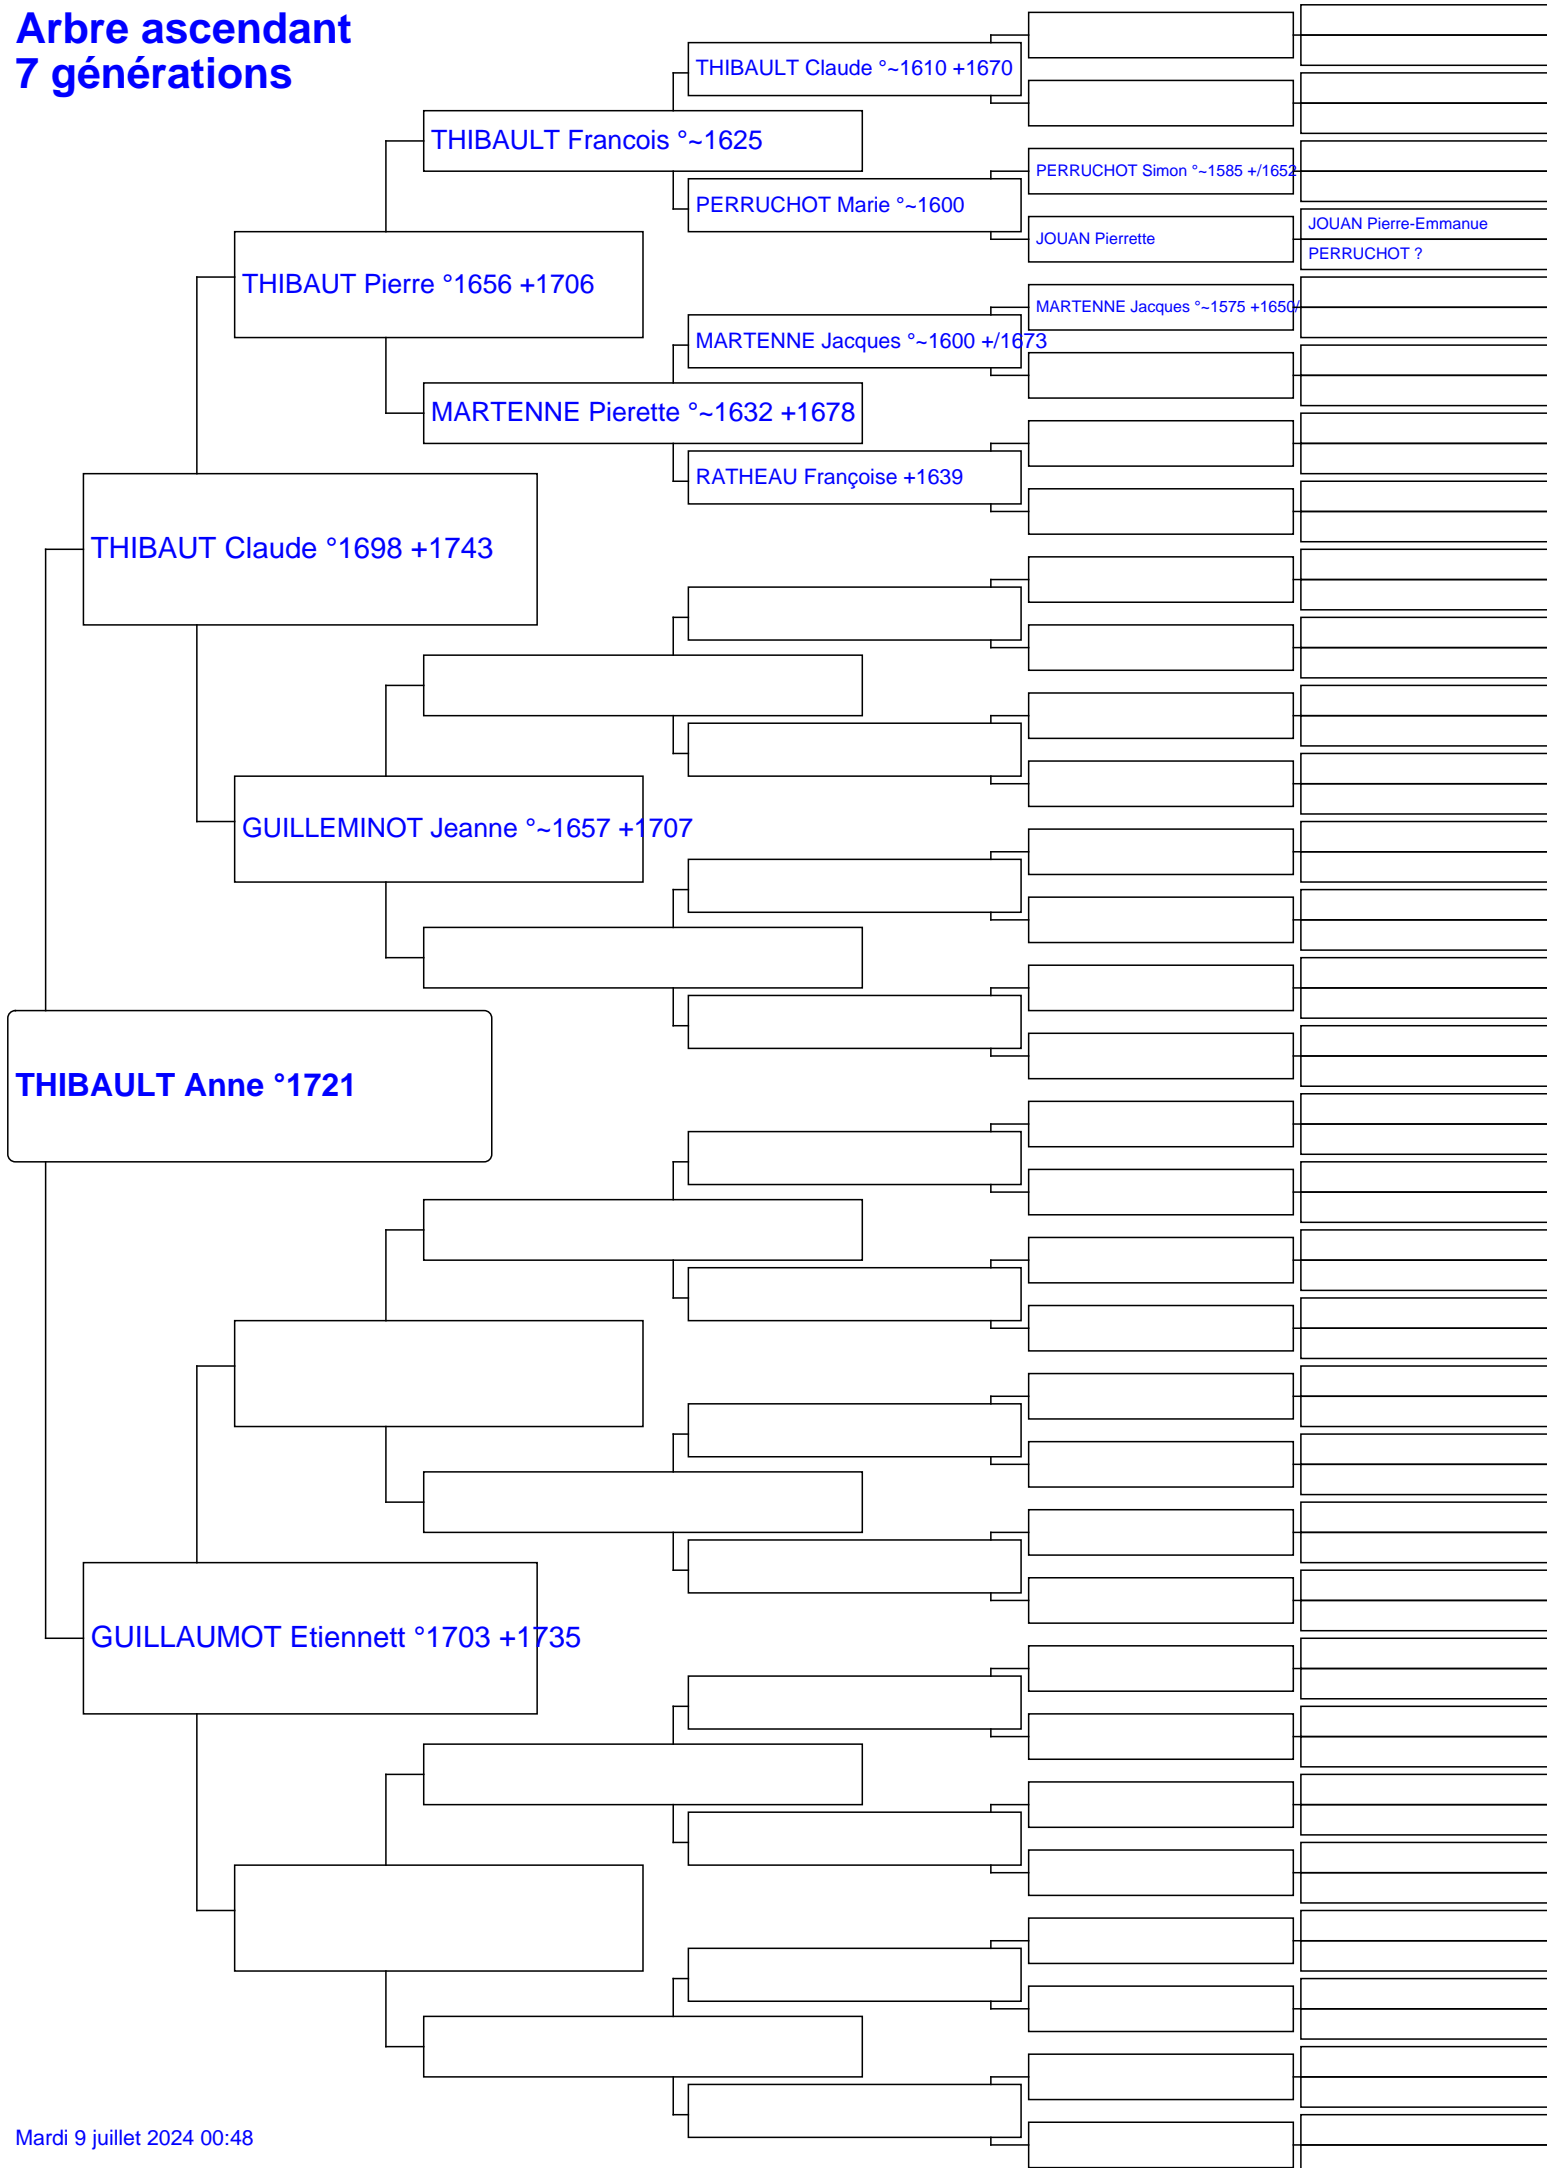 Arbre ascendant
7 générations
THIBAULT Claude °~1610 +1670
THIBAULT Francois °~1625
PERRUCHOT Simon °~1585 +/1652
PERRUCHOT Marie °~1600
JOUAN Pierre-Emmanue
JOUAN Pierrette
PERRUCHOT ?
THIBAUT Pierre °1656 +1706
MARTENNE Jacques °~1575 +1650/
MARTENNE Jacques °~1600 +/1673
MARTENNE Pierette °~1632 +1678
RATHEAU Françoise +1639
THIBAUT Claude °1698 +1743
GUILLEMINOT Jeanne °~1657 +1707
THIBAULT Anne °1721
GUILLAUMOT Etiennett °1703 +1735
Mardi 9 juillet 2024 00:48